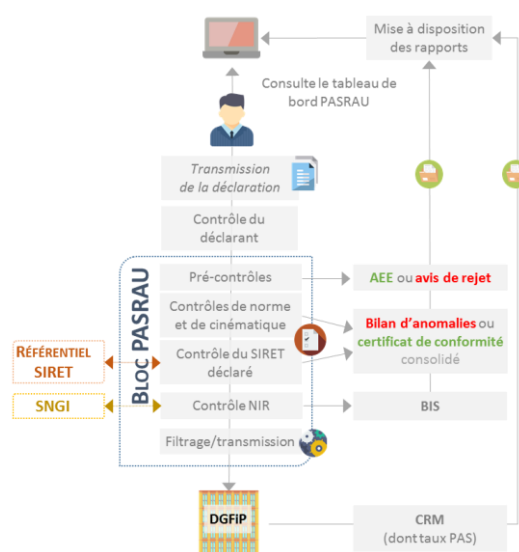 Mise à disposition
des rapports
Consulte le tableau de
bord PASRAU
Transmission
de la déclaration
Contrôle du
déclarant
BLOC PASRAU
Pré-contrôles
AEE ou avis de rejet
Contrôles de norme
et de cinématique
Bilan d'anomalies ou
certificat de conformité
consolidé
RÉFÉRENTIEL
SIRET
Contrôle du SIRET
déclaré
SNGI
Contrôle NIR
BIS
Filtrage/transmission
DGFiP
CRM
(dont taux PAS)